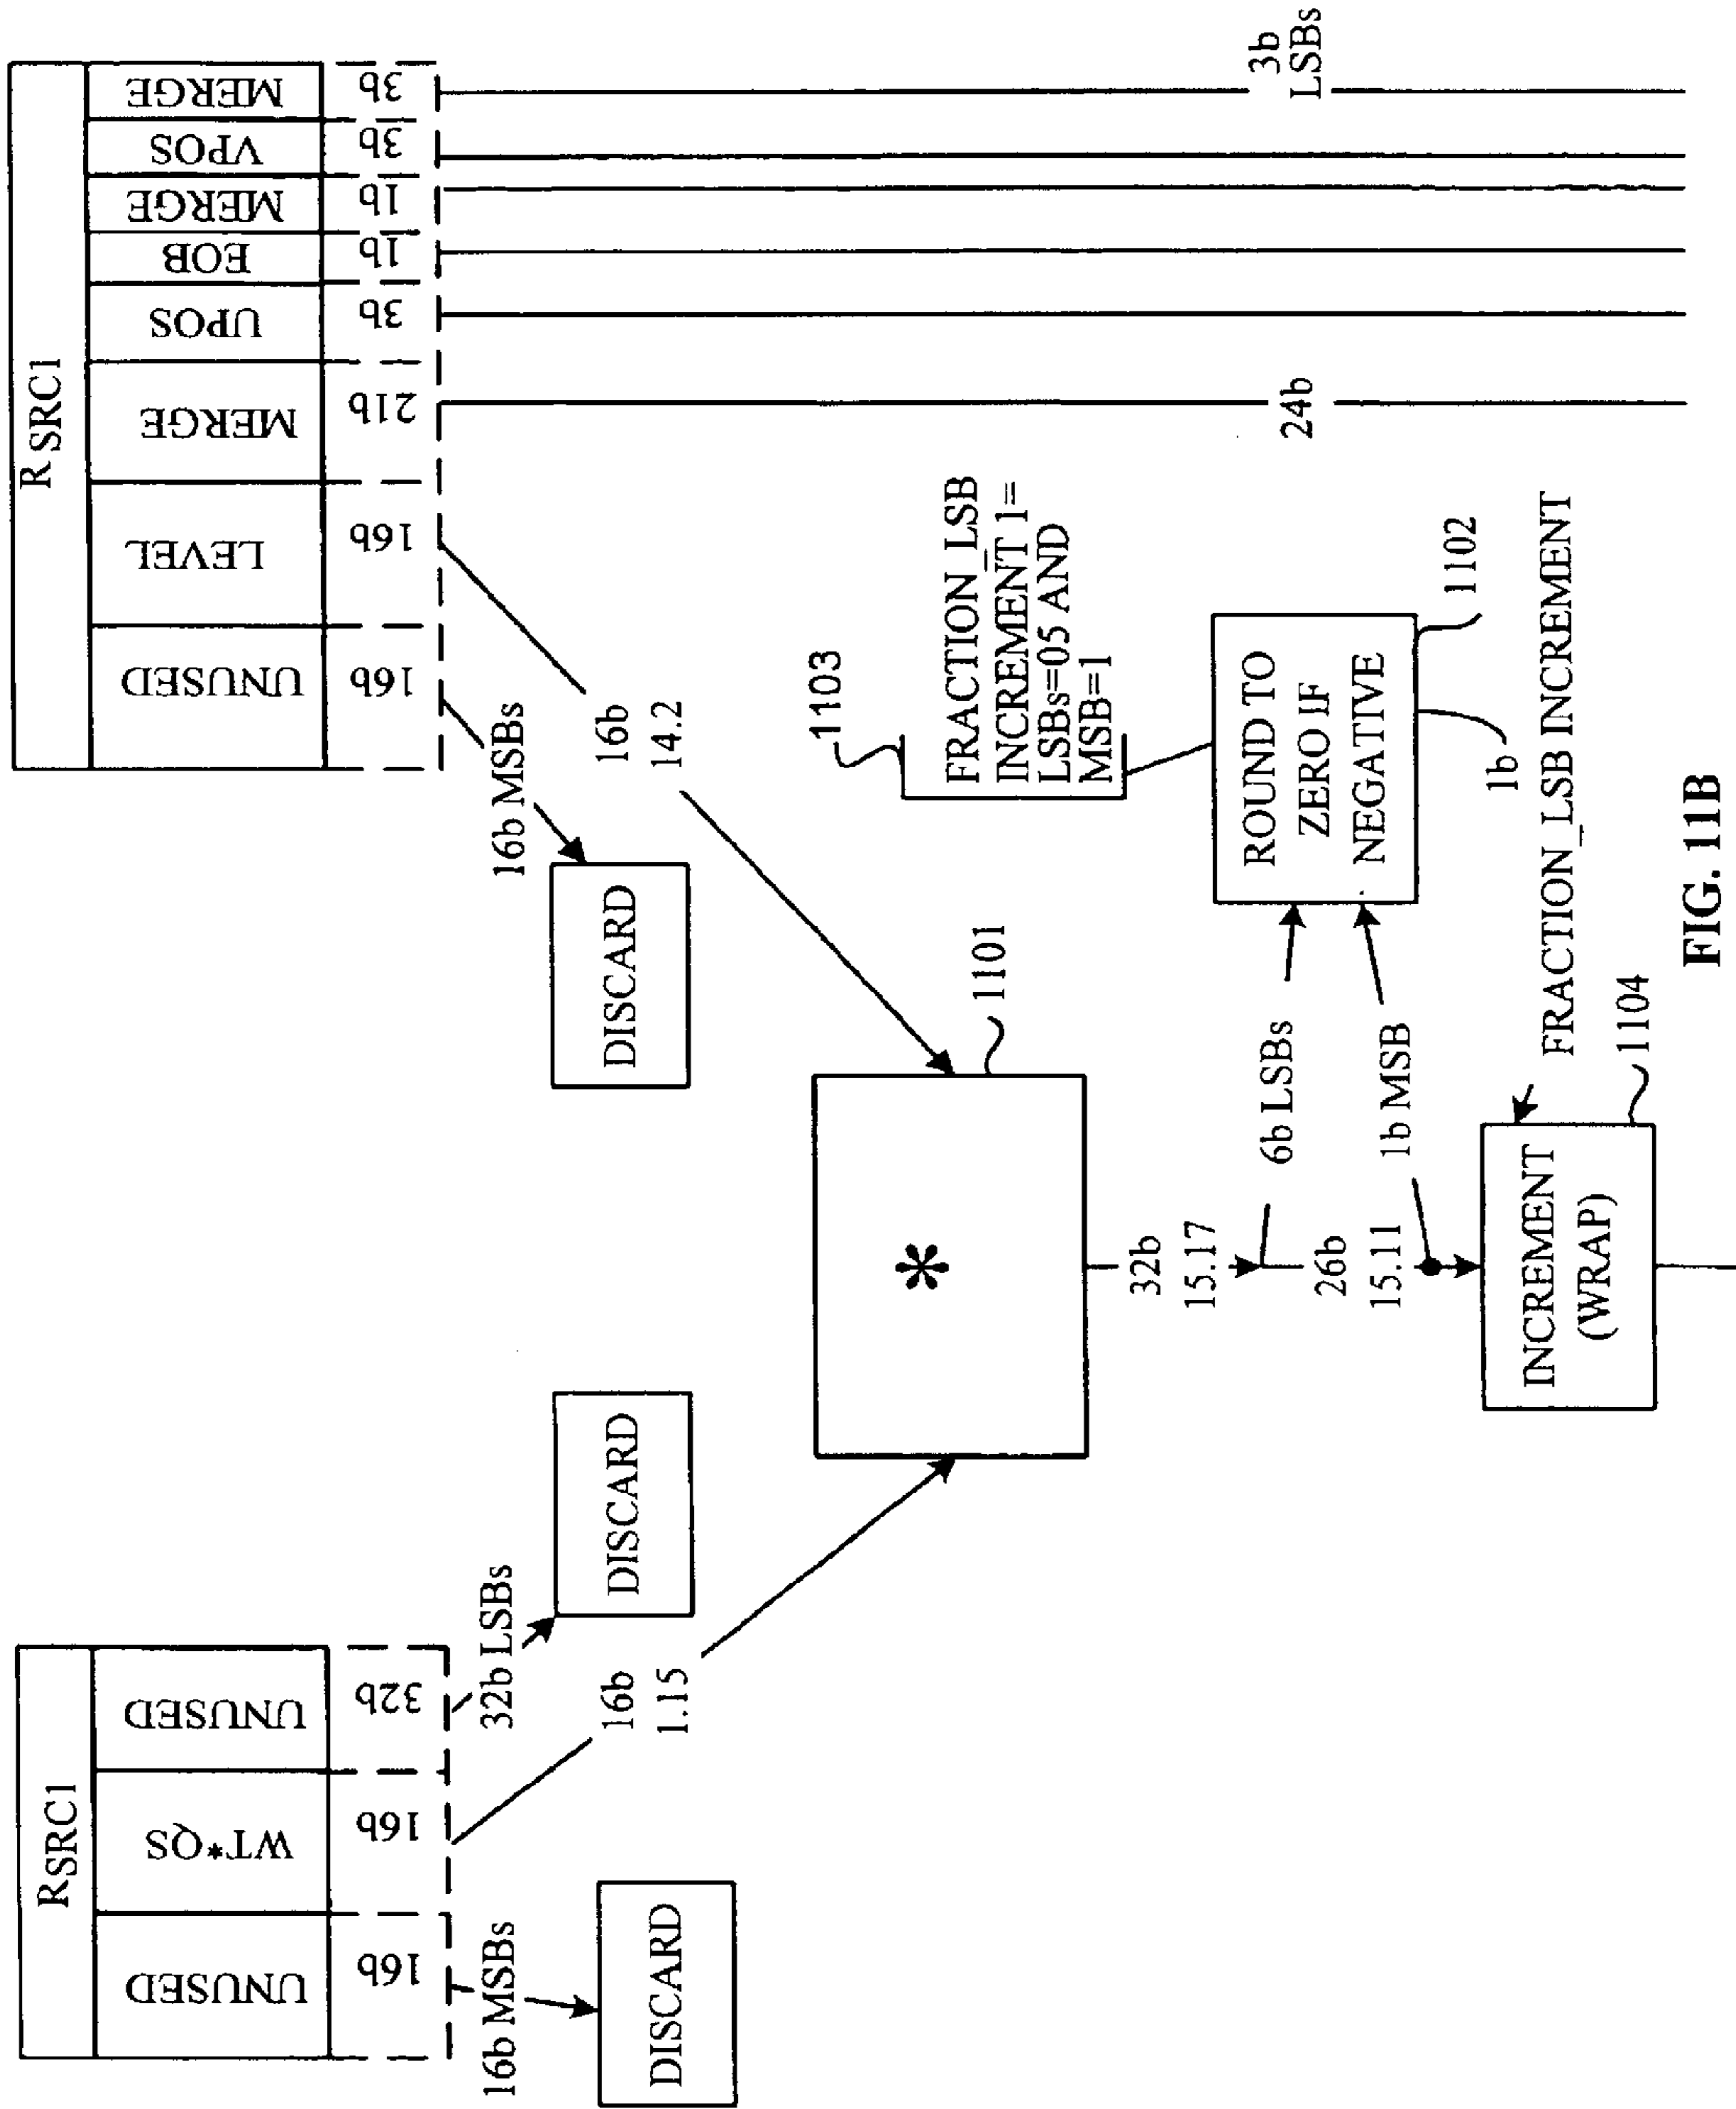 R SRC1
UNUSED
WT*QS
UNUSED
16b
16b
32b
16b MSBs
32b LSBs
DISCARD
DISCARD
16b
1.15
R SRC1
UNUSED
LEVEL
MERGE
UPOS
EOB
MERGE
VPOS
MERGE
16b
16b
21b
3b
1b
1b
3b
3b
16b MSBs
DISCARD
16b
14.2
*
1101
1103
FRACTION_LSB
INCREMENT 1=
LSBs=05 AND
MSB=1
32b
15.17
6b LSBs
ROUND TO
ZERO IF
NEGATIVE
1102
24b
3b
LSBs
26b
15.11
1b MSB
1b
INCREMENT
(WRAP)
FRACTION_LSB INCREMENT
1104
FIG. 11B